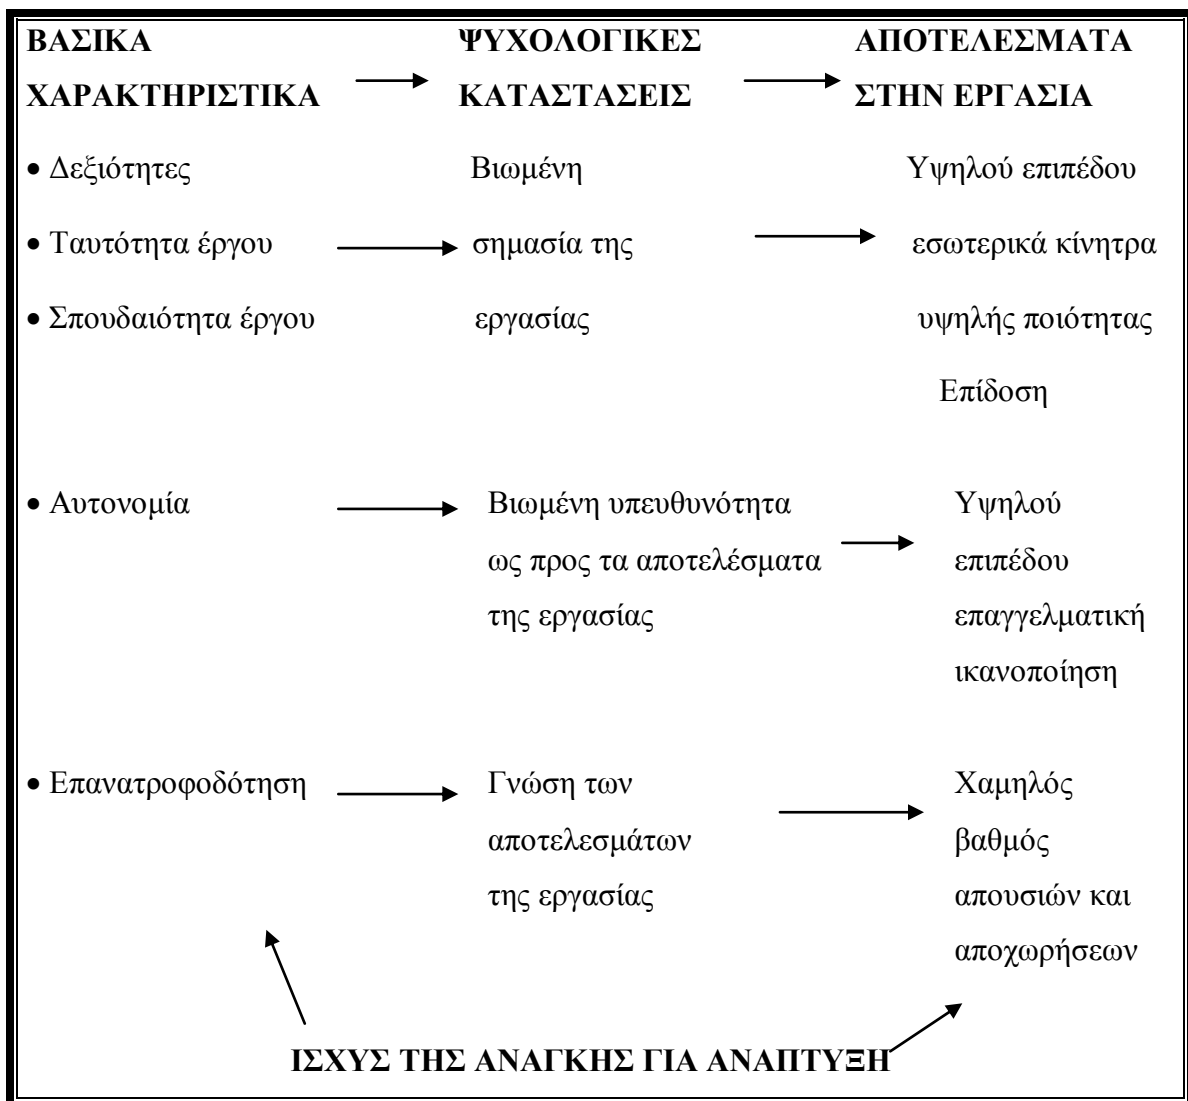 ΒΑΣΙΚΑ ΨΥΧΟΛΟΓΙΚΕΣ ΑΠΟΤΕΛΕΣΜΑΤΑ
ΧΑΡΑΚΤΗΡΙΣΤΙΚΑ ΚΑΤΑΣΤΑΣΕΙΣ ΣΤΗΝ ΕΡΓΑΣΙΑ
• Δεξιότητες Βιωμένη Υψηλού επιπέδου
• Ταυτότητα έργου σημασία της εσωτερικά κίνητρα
• Σπουδαιότητα έργου εργασίας υψηλής ποιότητας
Επίδοση
• Αυτονομία Βιωμένη υπευθυνότητα Υψηλού
ως προς τα αποτελέσματα επιπέδου
της εργασίας επαγγελματική
ικανοποίηση
• Επανατροφοδότηση Γνώση των Χαμηλός
αποτελεσμάτων βαθμός
της εργασίας απουσιών και
αποχωρήσεων
ΙΣΧΥΣ ΤΗΣ ΑΝΑΓΚΗΣ ΓΙΑ ΑΝΑΠΤΥΞΗ